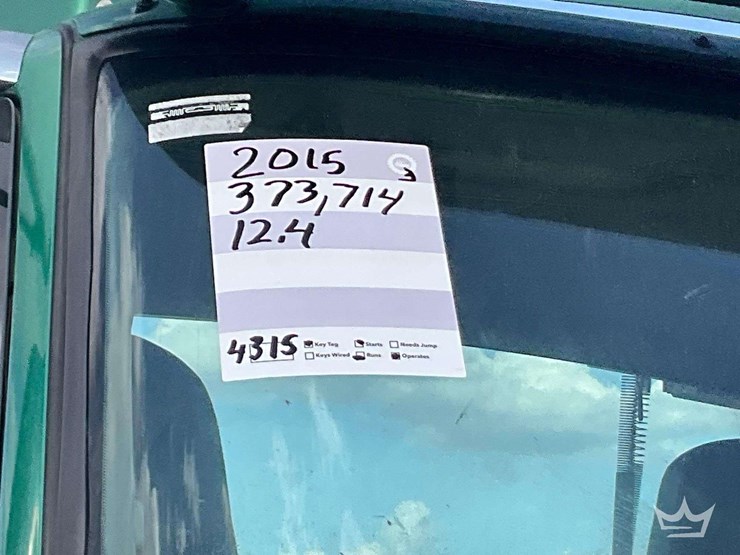 2015
373,714
12.4
4315
Key Tag Starts Needs Jump
Keys Wired Runs Operates